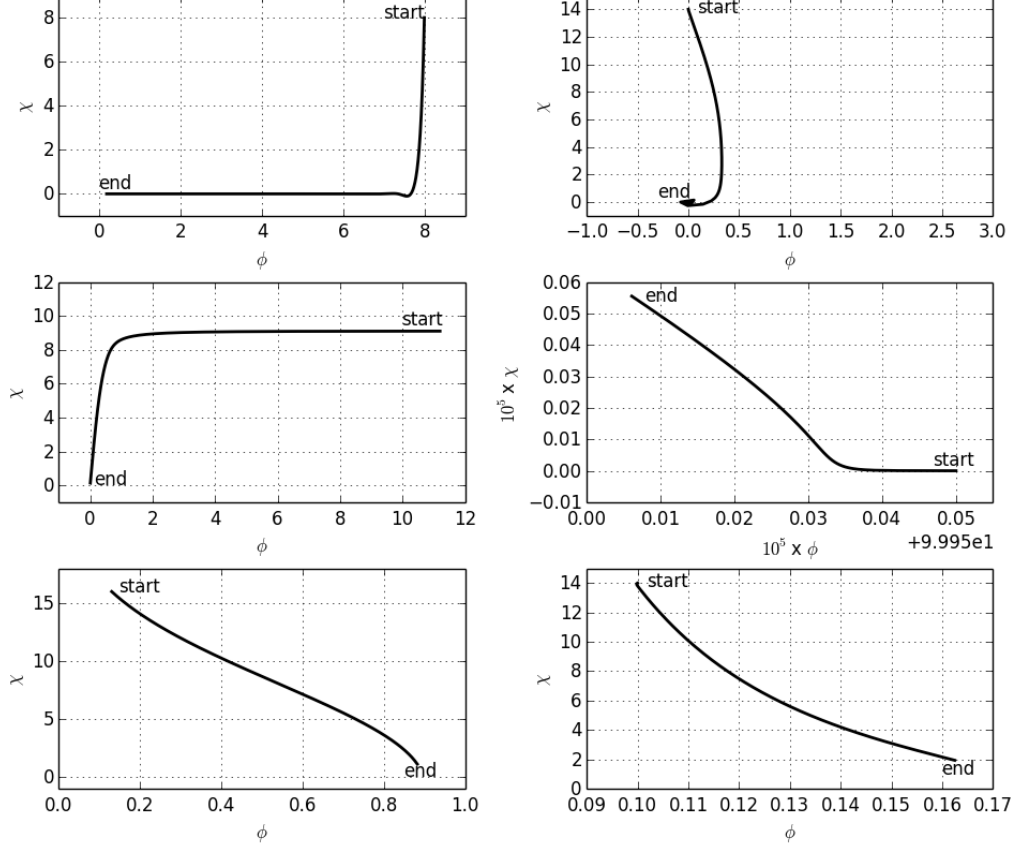 8
6
4
2
0
χ
start
end
0 2 4 6 8
ϕ
14
12
10
8
6
4
2
0
χ
start
end
−1.0 −0.5 0.0 0.5 1.0 1.5 2.0 2.5 3.0
ϕ
12
10
8
6
4
2
0
χ
start
end
0 2 4 6 8 10 12
ϕ
0.06
0.05
0.04
0.03
0.02
0.01
0.00
−0.01
10⁵ x χ
end
start
0.00 0.01 0.02 0.03 0.04 0.05
10⁵ x ϕ
+9.995e1
15
10
5
0
χ
start
end
0.0 0.2 0.4 0.6 0.8 1.0
ϕ
14
12
10
8
6
4
2
0
χ
start
end
0.09 0.10 0.11 0.12 0.13 0.14 0.15 0.16 0.17
ϕ